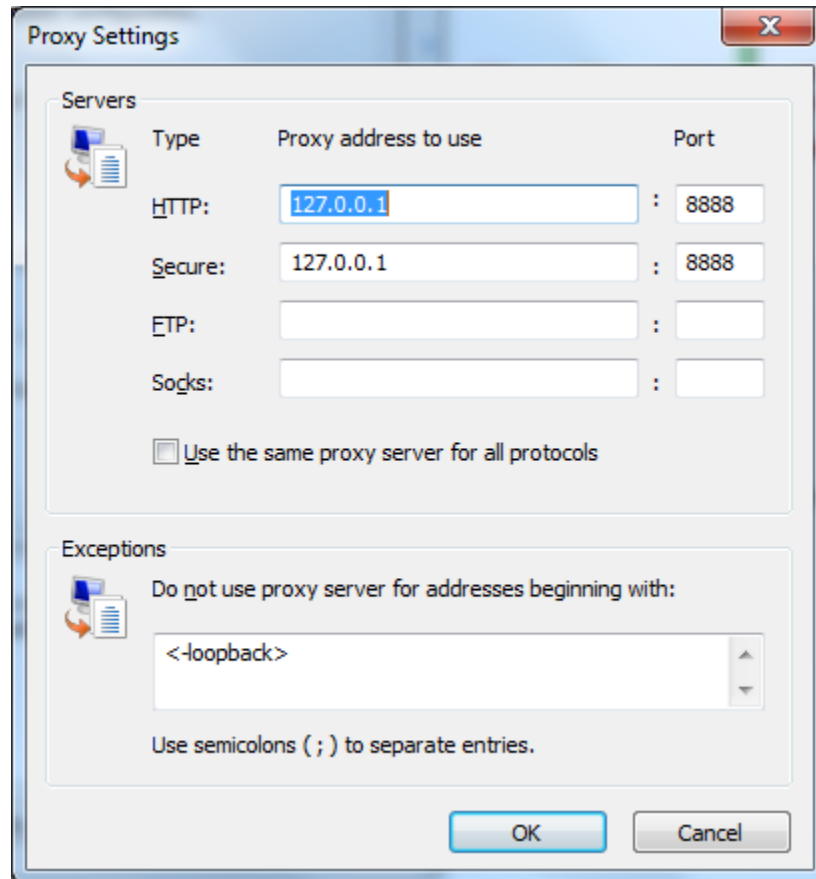 Proxy Settings
Servers
Type Proxy address to use Port
HTTP: 127.0.0.1 : 8888
Secure: 127.0.0.1 : 8888
FTP: :
Socks: :
Use the same proxy server for all protocols
Exceptions
Do not use proxy server for addresses beginning with:
<-loopback>
Use semicolons ( ; ) to separate entries.
OK Cancel